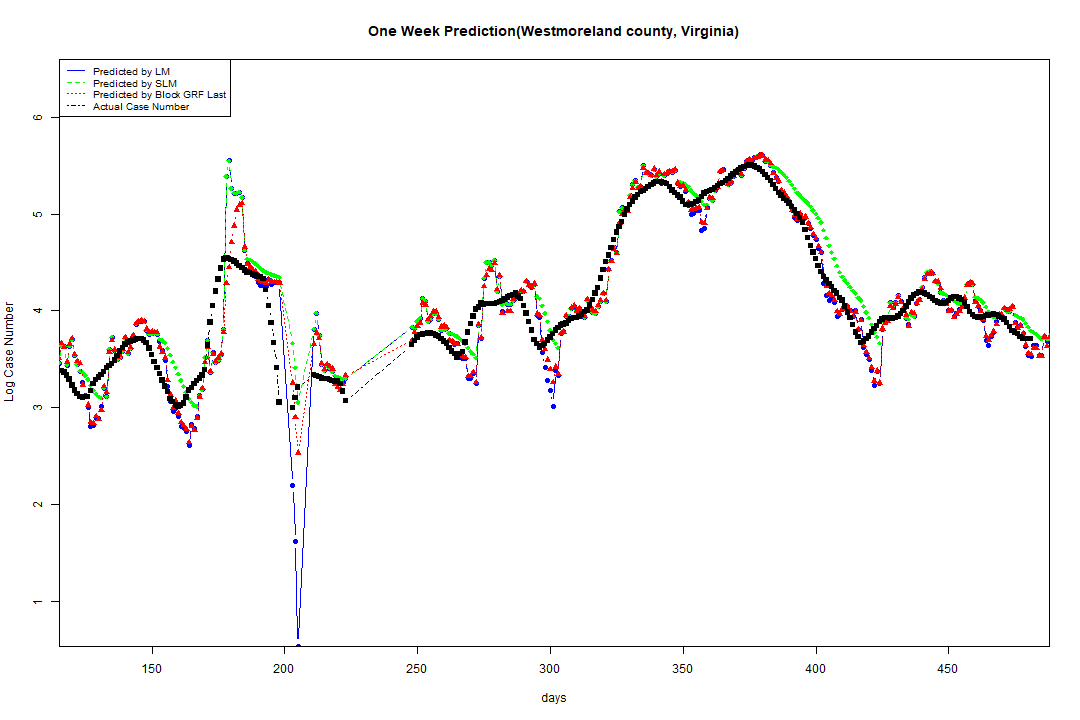 One Week Prediction(Westmoreland county, Virginia)
Predicted by LM
Predicted by SLM
Predicted by Block GRF Last
Actual Case Number
6
5
4
3
2
1
Log Case Number
150 200 250 300 350 400 450
days